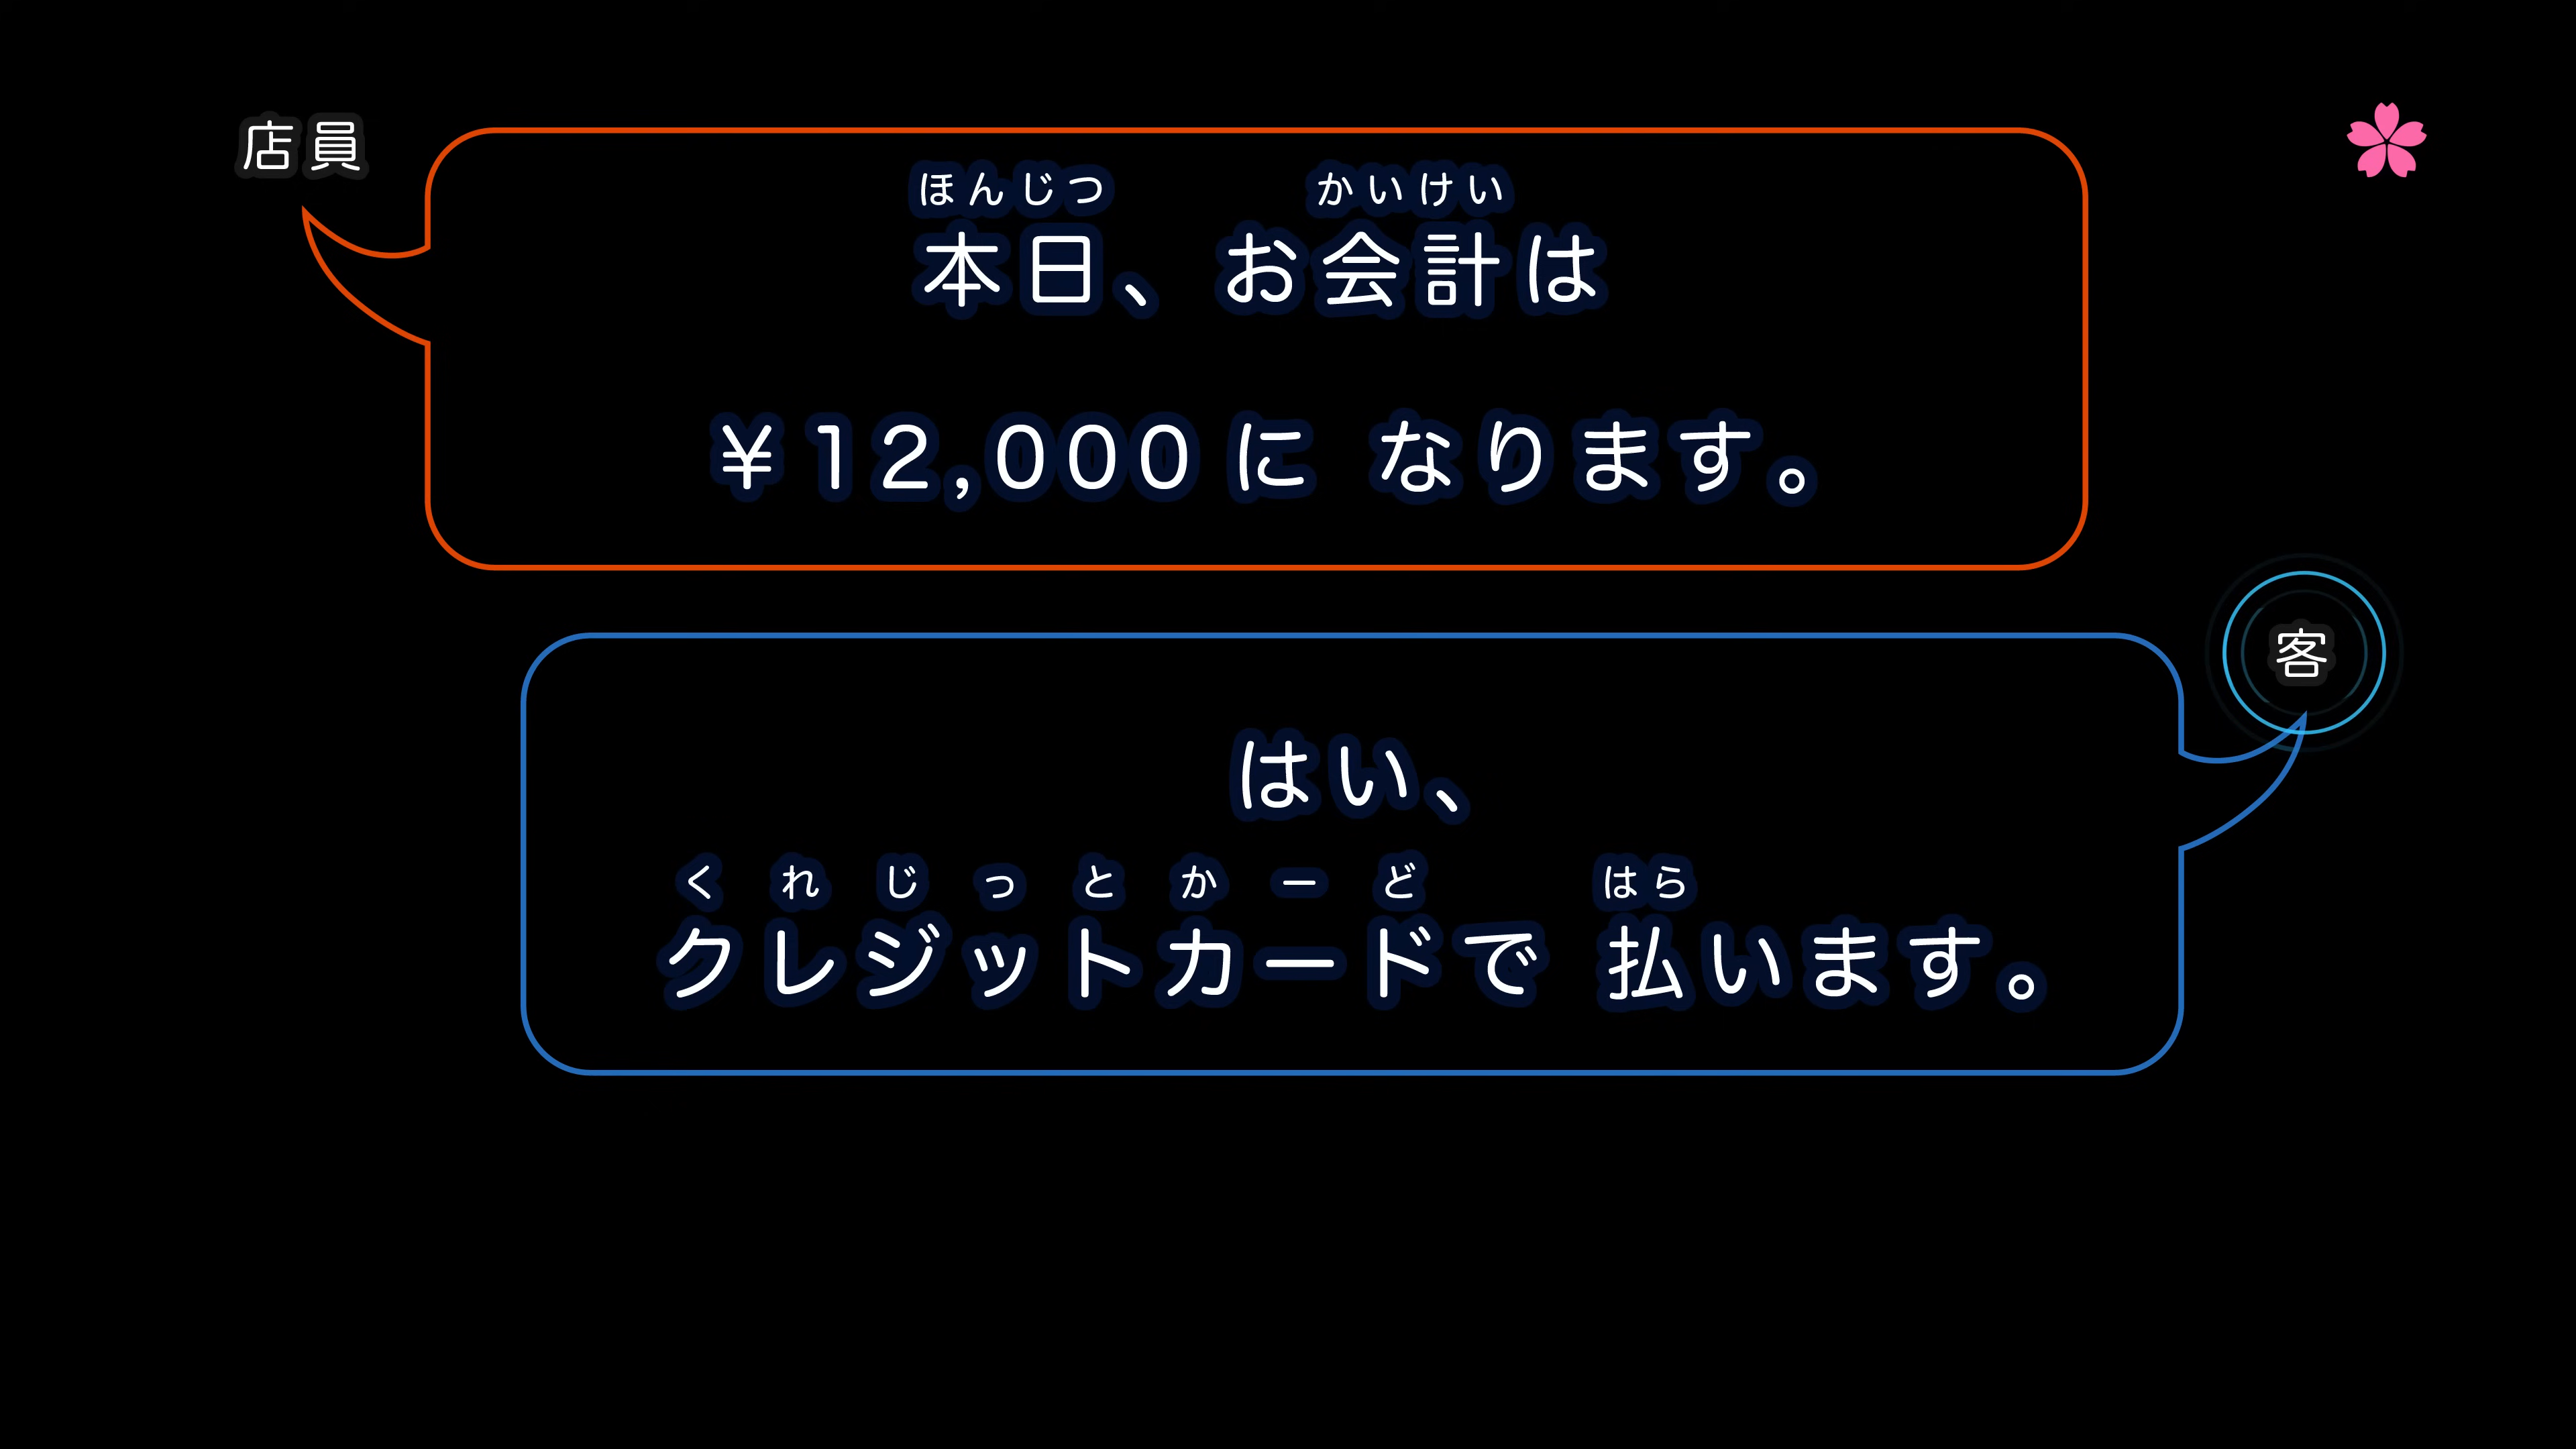 店員
ほんじつ かいけい
本日、お会計は
¥12,000に なります。
客
はい、
くれじっとかーど はら
クレジットカードで 払います。